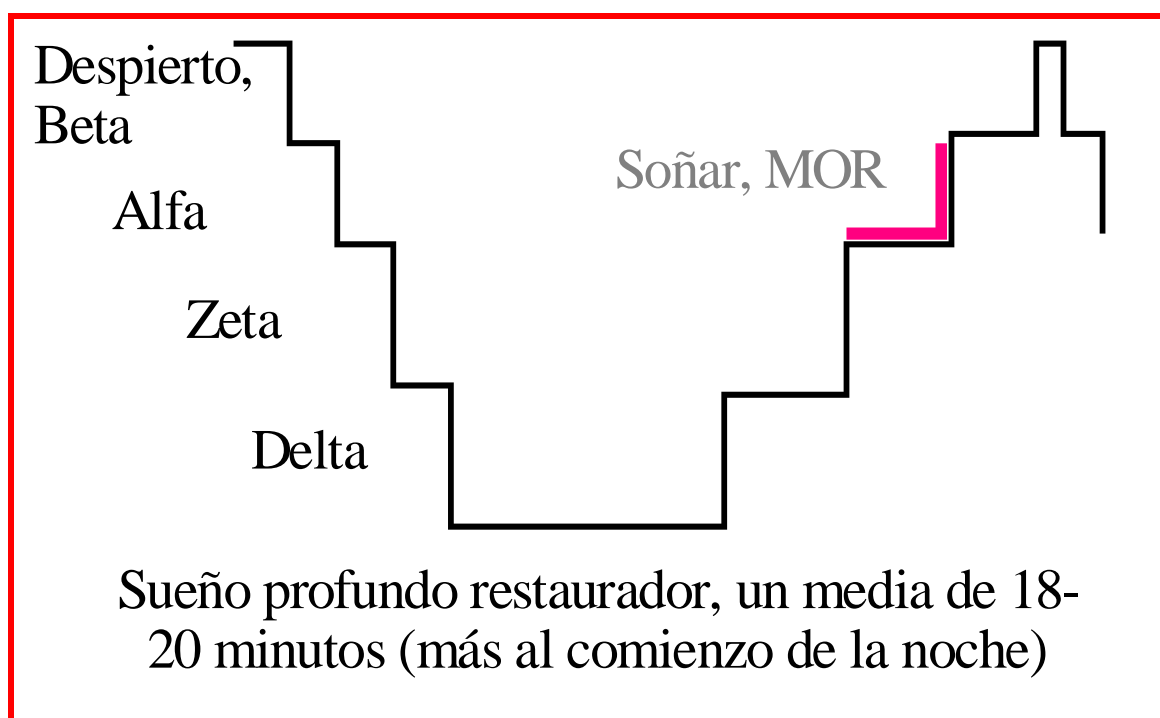 Despierto,
Beta
Soñar, MOR
Alfa
Zeta
Delta
Sueño profundo restaurador, un media de 18-
20 minutos (más al comienzo de la noche)